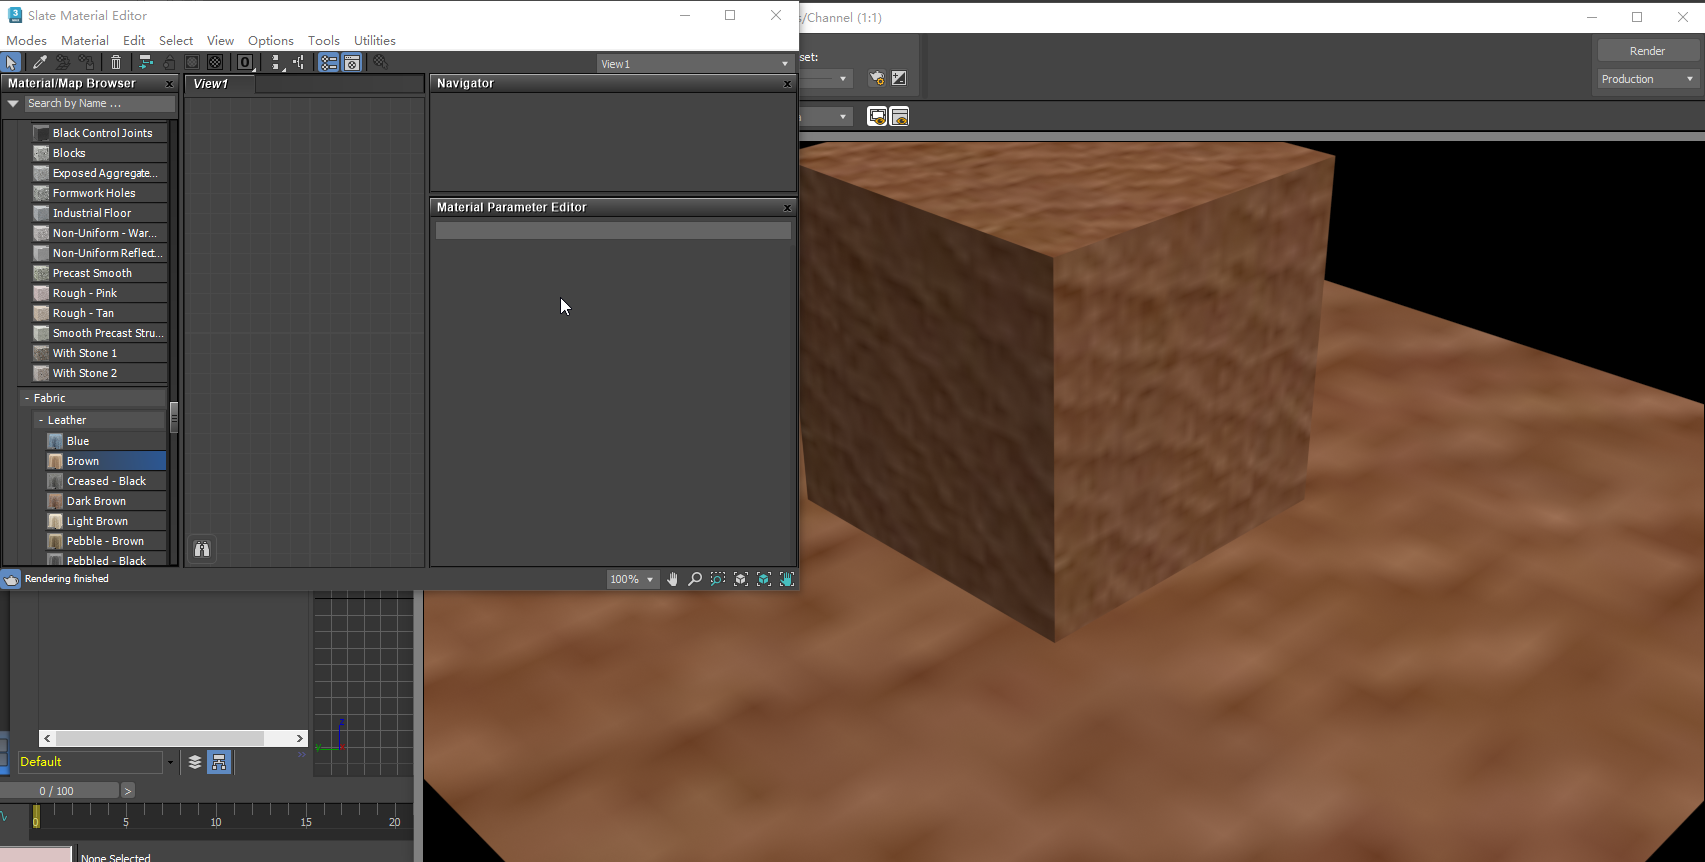 Slate Material Editor
s/Channel (1:1)
Modes Material Edit Select View Options Tools Utilities
set:
Render
View1
Production
Material/Map Browser
View1
Navigator
Search by Name ...
Black Control Joints
Blocks
Exposed Aggregate...
Formwork Holes
Material Parameter Editor
Industrial Floor
Non-Uniform - War...
Non-Uniform Reflect...
Precast Smooth
Rough - Pink
Rough - Tan
Smooth Precast Stru...
With Stone 1
With Stone 2
- Fabric
- Leather
Blue
Brown
Creased - Black
Dark Brown
Light Brown
Pebble - Brown
Pebbled - Black
Rendering finished
100%
z
y
Default
0 / 100
>
0 5 10 15 20
None Selected